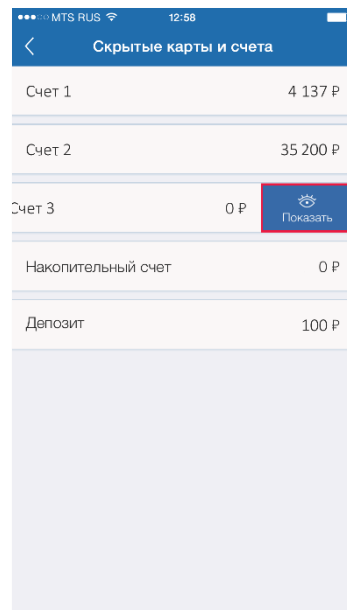 MTS RUS 12:58
Скрытые карты и счета
Счет 1 4 137 ₽
Счет 2 35 200 ₽
Счет 3 0 ₽ Показать
Накопительный счет 0 ₽
Депозит 100 ₽